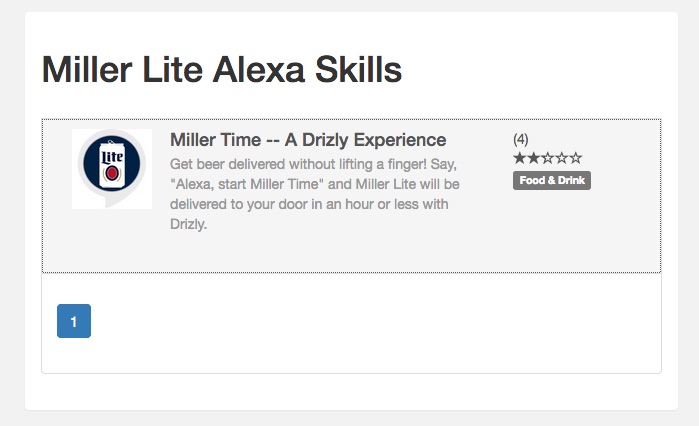 Miller Lite Alexa Skills
Lite
Miller Time -- A Drizly Experience
Get beer delivered without lifting a finger! Say,
"Alexa, start Miller Time" and Miller Lite will be
delivered to your door in an hour or less with
Drizly.
(4)
★★☆☆☆
Food & Drink
1